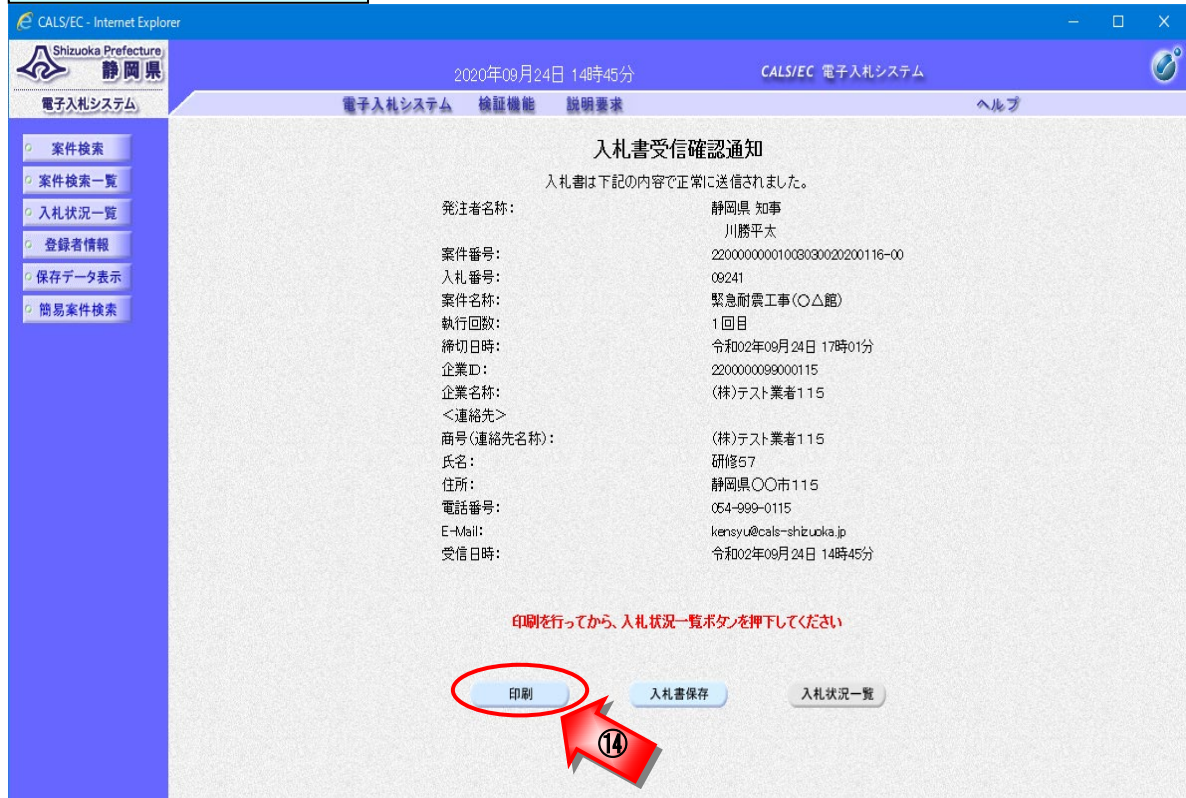 CALS/EC - Internet Explorer
Shizuoka Prefecture
静岡県
2020年09月24日 14時45分
CALS/EC 電子入札システム
電子入札システム
電子入札システム 検証機能 説明要求 ヘルプ
案件検索
案件検索一覧
入札状況一覧
登録者情報
保存データ表示
簡易案件検索
入札書受信確認通知
入札書は下記の内容で正常に送信されました。
発注者名称: 静岡県 知事
川勝平太
案件番号: 2200000001003030020200116-00
入札番号: 09241
案件名称: 緊急耐震工事(○△館)
執行回数: 1回目
締切日時: 令和02年09月24日 17時01分
企業ID: 2200000099000115
企業名称: (株)テスト業者115
<連絡先>
商号(連絡先名称): (株)テスト業者115
氏名: 研修57
住所: 静岡県○○市115
電話番号: 054-999-0115
E-Mail: kensyu@cals-shizuoka.jp
受信日時: 令和02年09月24日 14時45分
印刷を行ってから、入札状況一覧ボタンを押下してください
印刷 入札書保存 入札状況一覧
⑭